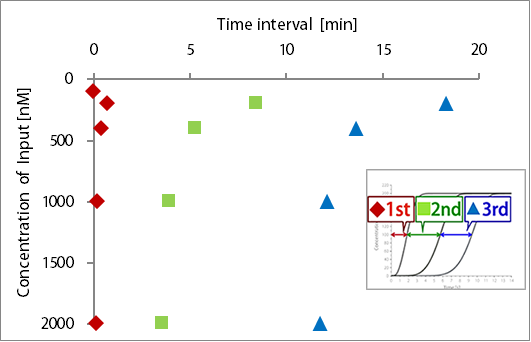 Time interval [min]
0 5 10 15 20
Concentration of Input [nM]
0
500
1000
1500
2000
1st 2nd 3rd